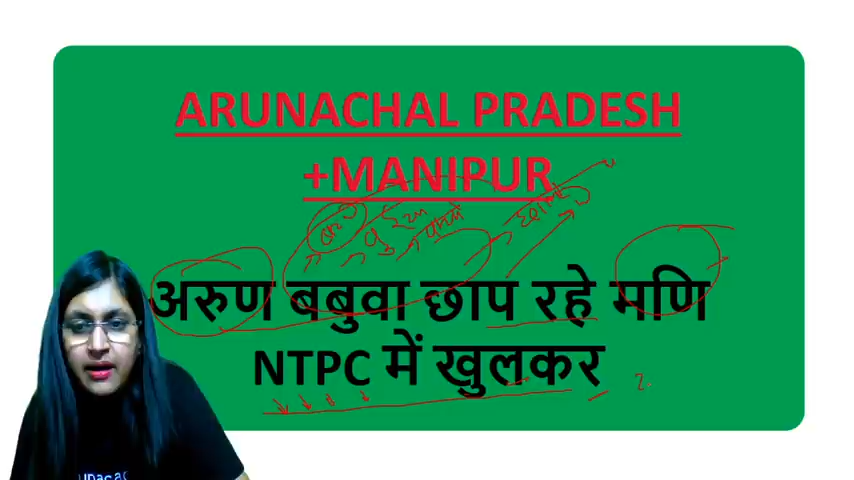 ARUNACHAL PRADESH
+MANIPUR
अरुण बबुवा छाप रहे मणि
NTPC में खुलकर